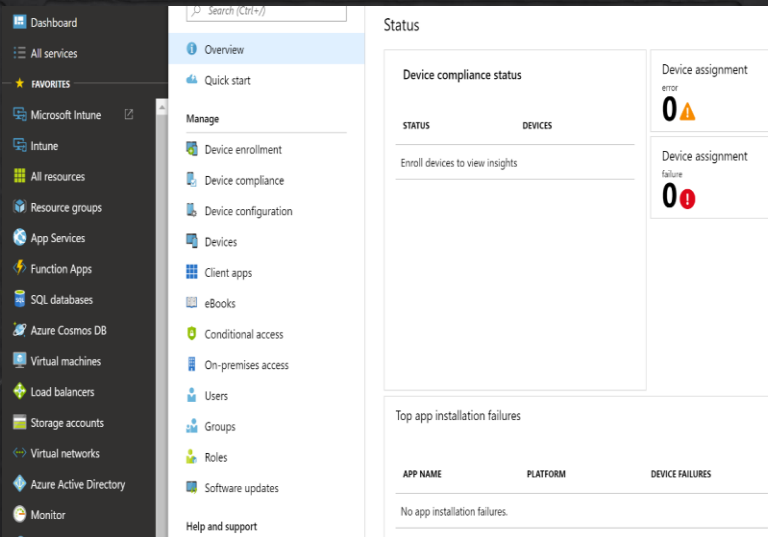 Dashboard
All services
FAVORITES
Microsoft Intune
Intune
All resources
Resource groups
App Services
Function Apps
SQL databases
Azure Cosmos DB
Virtual machines
Load balancers
Storage accounts
Virtual networks
Azure Active Directory
Monitor
Search (Ctrl+/)
Overview
Quick start
Manage
Device enrollment
Device compliance
Device configuration
Devices
Client apps
eBooks
Conditional access
On-premises access
Users
Groups
Roles
Software updates
Help and support
Status
Device compliance status
STATUS DEVICES
Enroll devices to view insights
Device assignment
error
0
Device assignment
failure
0
Top app installation failures
APP NAME PLATFORM DEVICE FAILURES
No app installation failures.